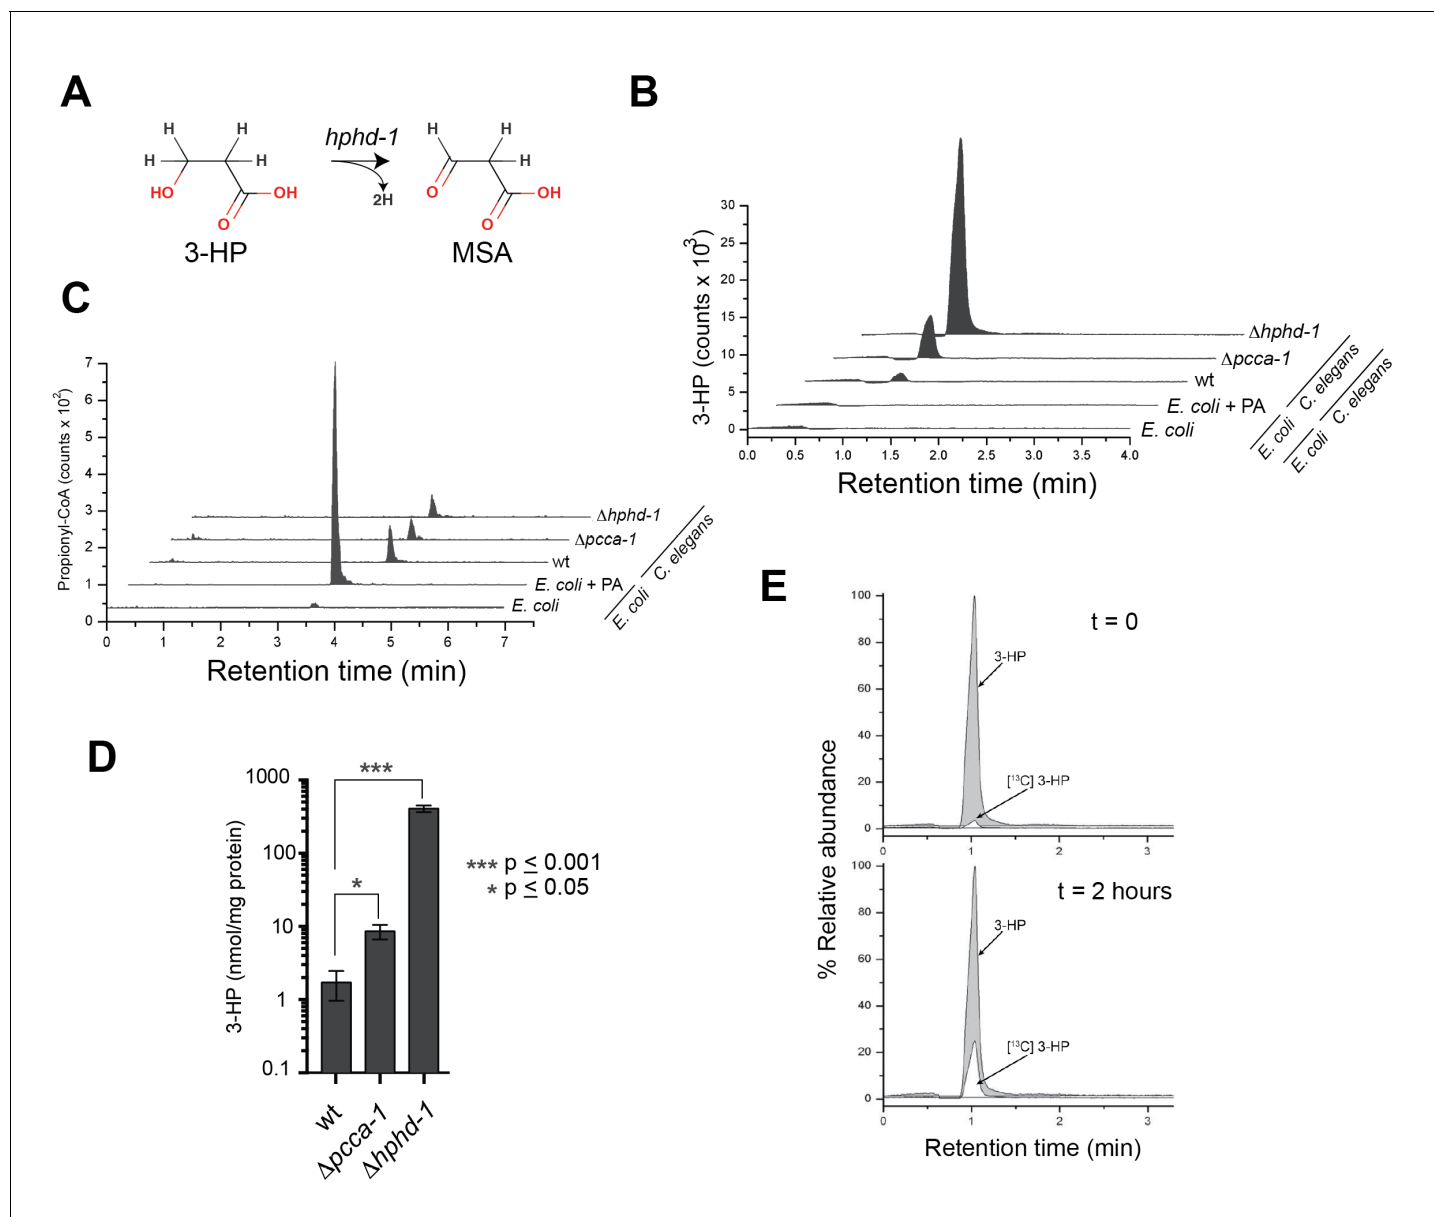 A
H
H
H
H
HO
OH
O
3-HP
hphd-1
2H
H
H
H
O
OH
O
MSA
B
3-HP (counts x 10³)
30
25
20
15
10
5
0
0.0 0.5 1.0 1.5 2.0 2.5 3.0 3.5 4.0
Retention time (min)
Δhphd-1
Δpcca-1
wt
E. coli + PA
E. coli
E. coli C. elegans
E. coli C. elegans
C
Propionyl-CoA (counts x 10²)
7
6
5
4
3
2
1
0
0 1 2 3 4 5 6 7
Retention time (min)
Δhphd-1
Δpcca-1
wt
E. coli + PA
E. coli
E. coli C. elegans
D
3-HP (nmol/mg protein)
1000
100
10
1
0.1
***
*
*** p ≤ 0.001
* p ≤ 0.05
wt
Δpcca-1
Δhphd-1
E
% Relative abundance
100
80
60
40
20
0
t = 0
3-HP
[¹³C] 3-HP
0 1 2 3
100
80
60
40
20
0
t = 2 hours
3-HP
[¹³C] 3-HP
0 1 2 3
Retention time (min)